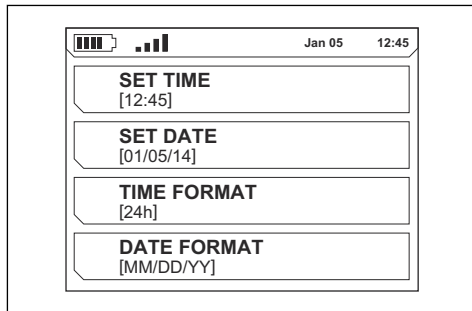 Jan 05 12:45
SET TIME
[12:45]
SET DATE
[01/05/14]
TIME FORMAT
[24h]
DATE FORMAT
[MM/DD/YY]